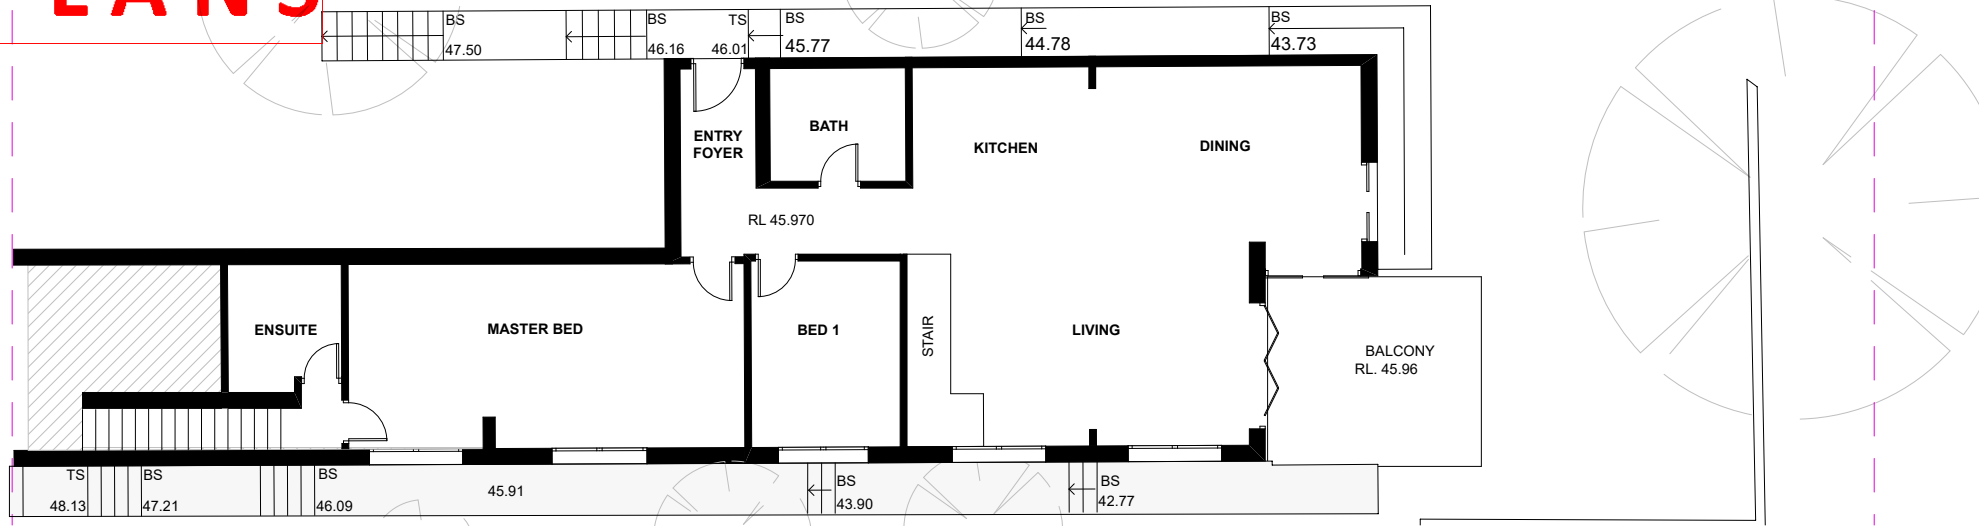 LANS
BS
47.50
BS
46.16
TS
46.01
BS
45.77
BS
44.78
BS
43.73
ENTRY
FOYER
BATH
KITCHEN
DINING
RL 45.970
ENSUITE
MASTER BED
BED 1
STAIR
LIVING
BALCONY
RL. 45.96
TS
48.13
BS
47.21
BS
46.09
45.91
BS
43.90
BS
42.77